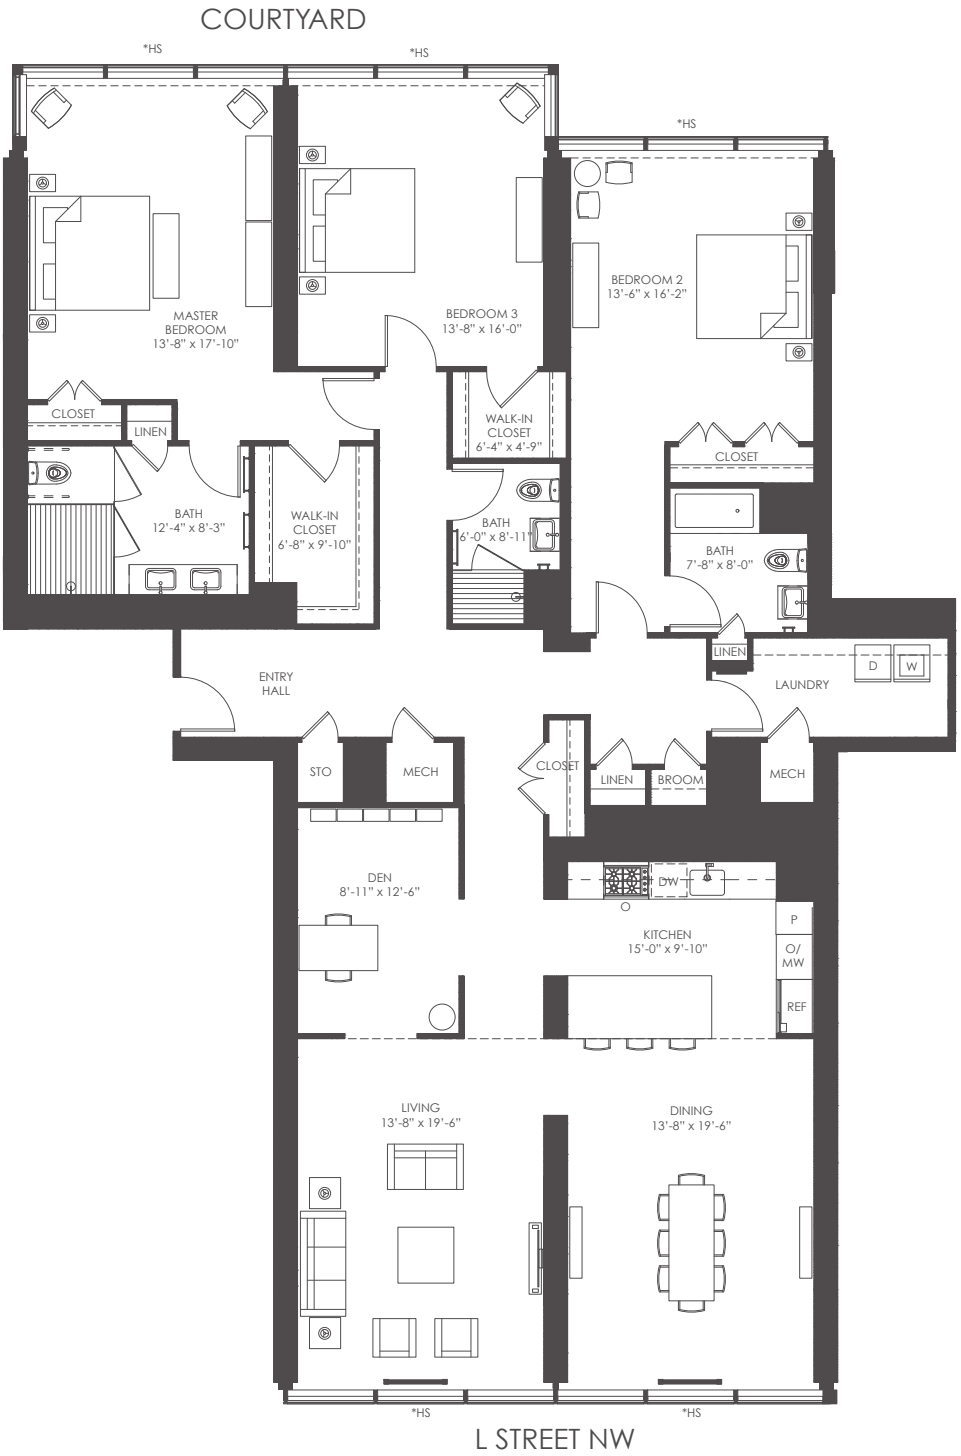 COURTYARD
*HS
*HS
*HS
BEDROOM 2
13'-6" x 16'-2"
MASTER
BEDROOM
13'-8" x 17'-10"
BEDROOM 3
13'-8" x 16'-0"
CLOSET
LINEN
WALK-IN
CLOSET
6'-4" x 4'-9"
CLOSET
BATH
12'-4" x 8'-3"
WALK-IN
CLOSET
6'-8" x 9'-10"
BATH
6'-0" x 8'-11"
BATH
7'-8" x 8'-0"
ENTRY
HALL
LINEN
LAUNDRY
D
W
STO
MECH
CLOSET
LINEN
BROOM
MECH
DEN
8'-11" x 12'-6"
DW
KITCHEN
15'-0" x 9'-10"
P
O/
MW
REF
LIVING
13'-8" x 19'-6"
DINING
13'-8" x 19'-6"
*HS
*HS
L STREET NW